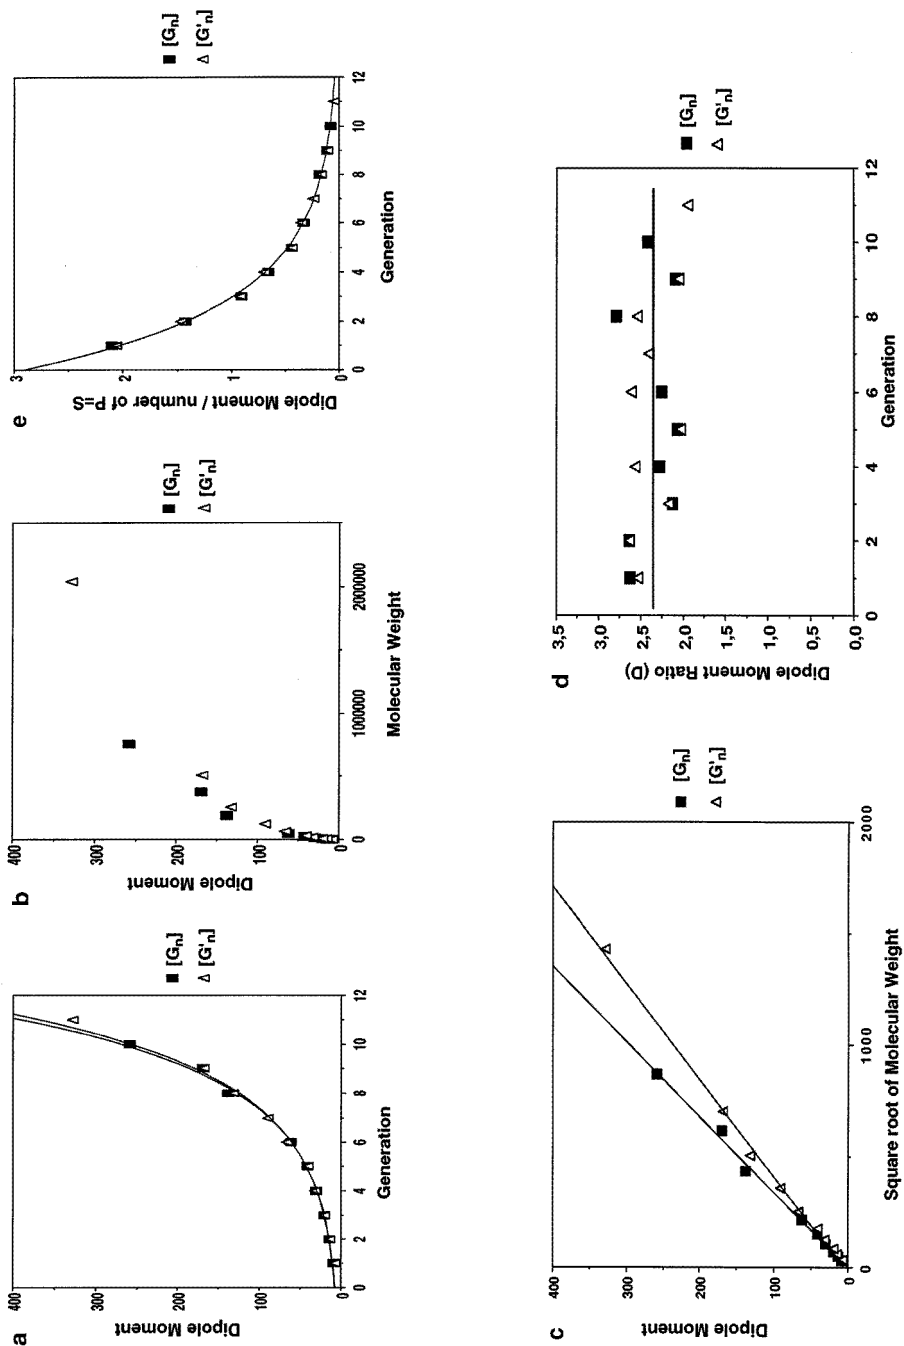 a
Dipole Moment
400
300
200
100
0
0
2
4
6
8
10
12
Generation
[Gn]
[G'n]
b
Dipole Moment
400
300
200
100
0
0
1000000
2000000
Molecular Weight
[Gn]
[G'n]
e
Dipole Moment / number of P=S
3
2
1
0
0
2
4
6
8
10
12
Generation
[Gn]
[G'n]
c
Dipole Moment
400
300
200
100
0
0
1000
2000
Square root of Molecular Weight
[Gn]
[G'n]
d
Dipole Moment Ratio (D)
3,5
3,0
2,5
2,0
1,5
1,0
0,5
0,0
0
2
4
6
8
10
12
Generation
[Gn]
[G'n]